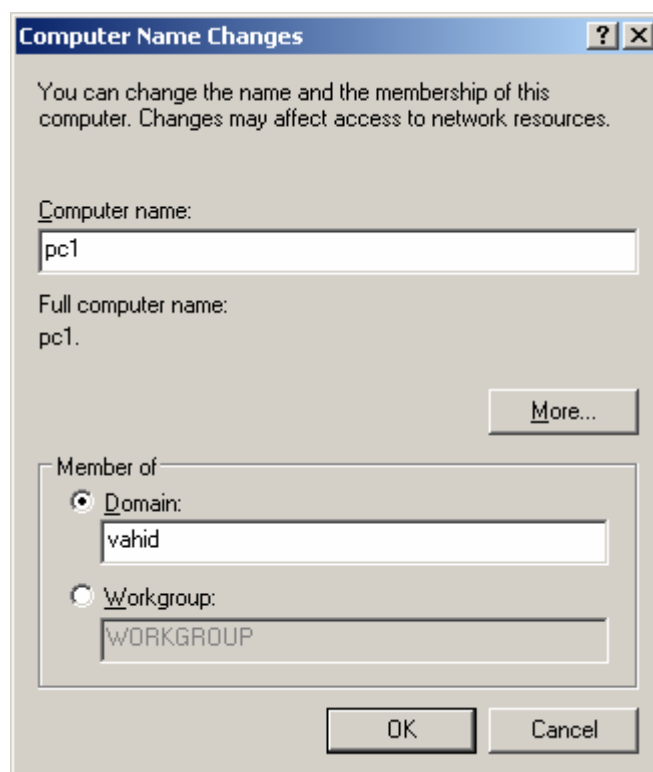 Computer Name Changes
You can change the name and the membership of this
computer. Changes may affect access to network resources.
Computer name:
pc1
Full computer name:
pc1.
More...
Member of
Domain:
vahid
Workgroup:
WORKGROUP
OK
Cancel